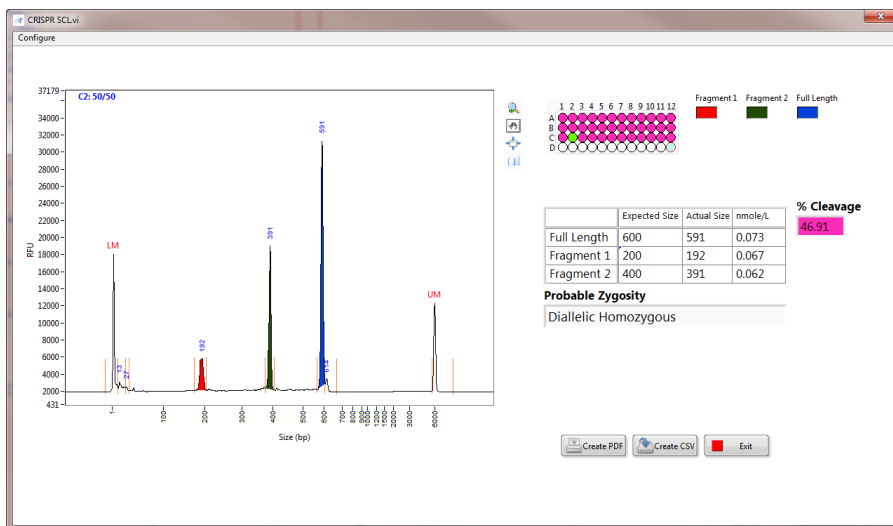 CRISPR SCL.vi
Configure
C2: 50/50
37179
34000
32000
30000
28000
26000
24000
22000
20000
18000
16000
14000
12000
10000
8000
6000
4000
2000
431
RFU
LM
13
27
192
391
591
614
UM
1 100 200 300 400 500 600 700 800 900 1000 1200 1500 2000 3000 6000
Size (bp)
1 2 3 4 5 6 7 8 9 10 11 12
A
B
C
D
Fragment 1 Fragment 2 Full Length
Expected Size Actual Size nmole/L
Full Length 600 591 0.073
Fragment 1 200 192 0.067
Fragment 2 400 391 0.062
% Cleavage
46.91
Probable Zygosity
Diallelic Homozygous
Create PDF Create CSV Exit